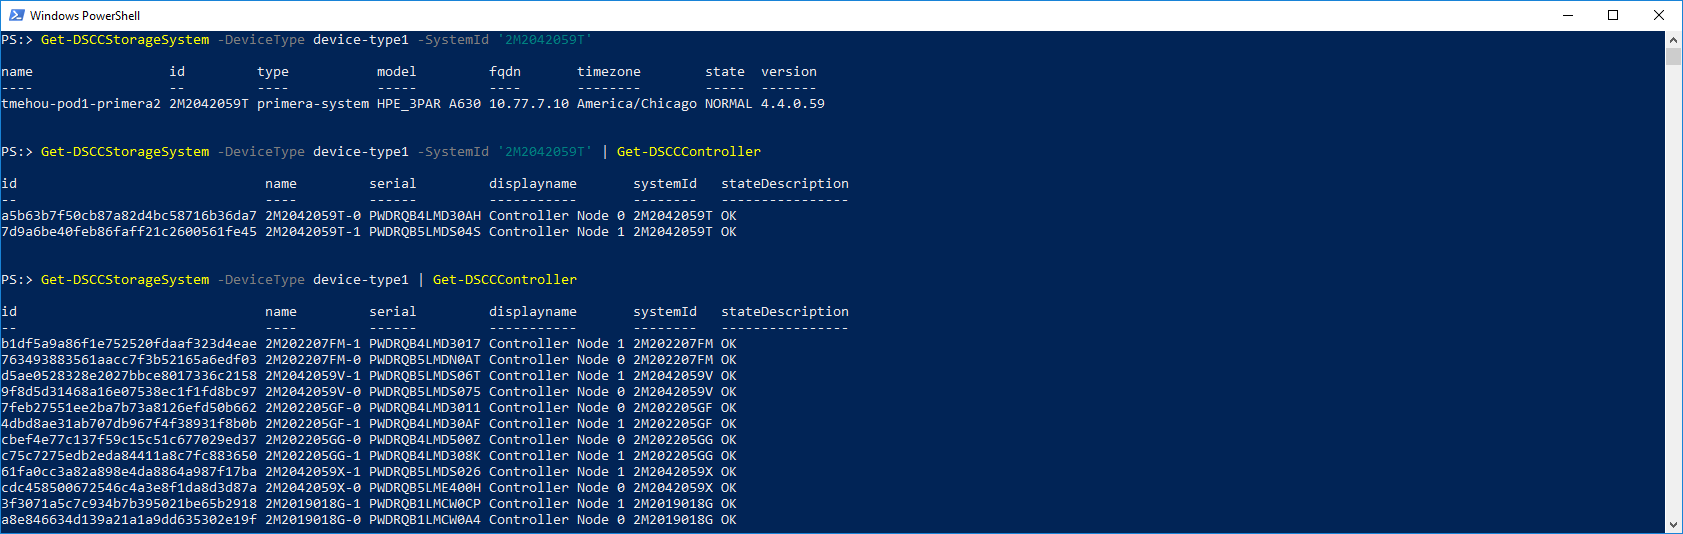 Windows PowerShell
PS:> Get-DSCCStorageSystem -DeviceType device-type1 -SystemId '2M2042059T'
name                 id         type           model         fqdn       timezone        state  version
----                 --         ----           -----         ----       --------        -----  -------
tmehou-pod1-primera2 2M2042059T primera-system HPE_3PAR A630 10.77.7.10 America/Chicago NORMAL 4.4.0.59
PS:> Get-DSCCStorageSystem -DeviceType device-type1 -SystemId '2M2042059T' | Get-DSCCController
id                               name         serial         displayname       systemId   stateDescription
--                               ----         ------         -----------       --------   ----------------
a5b63b7f50cb87a82d4bc58716b36da7 2M2042059T-0 PWDRQB4LMD30AH Controller Node 0 2M2042059T OK
7d9a6be40feb86faff21c2600561fe45 2M2042059T-1 PWDRQB5LMDS04S Controller Node 1 2M2042059T OK
PS:> Get-DSCCStorageSystem -DeviceType device-type1 | Get-DSCCController
id                               name         serial         displayname       systemId   stateDescription
--                               ----         ------         -----------       --------   ----------------
b1df5a9a86f1e752520fdaaf323d4eae 2M202207FM-1 PWDRQB4LMD3017 Controller Node 1 2M202207FM OK
763493883561aacc7f3b52165a6edf03 2M202207FM-0 PWDRQB5LMDN0AT Controller Node 0 2M202207FM OK
d5ae0528328e2027bbce8017336c2158 2M2042059V-1 PWDRQB5LMDS06T Controller Node 1 2M2042059V OK
9f8d5d31468a16e07538ec1f1fd8bc97 2M2042059V-0 PWDRQB5LMDS075 Controller Node 0 2M2042059V OK
7feb27551ee2ba7b73a8126efd50b662 2M202205GF-0 PWDRQB4LMD3011 Controller Node 0 2M202205GF OK
4dbd8ae31ab707db967f4f38931f8b0b 2M202205GF-1 PWDRQB4LMD30AF Controller Node 1 2M202205GF OK
cbef4e77c137f59c15c51c677029ed37 2M202205GG-0 PWDRQB4LMD500Z Controller Node 0 2M202205GG OK
c75c7275edb2eda84411a8c7fc883650 2M202205GG-1 PWDRQB4LMD308K Controller Node 1 2M202205GG OK
61fa0cc3a82a898e4da8864a987f17ba 2M2042059X-1 PWDRQB5LMDS026 Controller Node 1 2M2042059X OK
cdc458500672546c4a3e8f1da8d3d87a 2M2042059X-0 PWDRQB5LME400H Controller Node 0 2M2042059X OK
3f3071a5c7c934b7b395021be65b2918 2M2019018G-1 PWDRQB1LMCW0CP Controller Node 1 2M2019018G OK
a8e846634d139a21a1a9dd635302e19f 2M2019018G-0 PWDRQB1LMCW0A4 Controller Node 0 2M2019018G OK